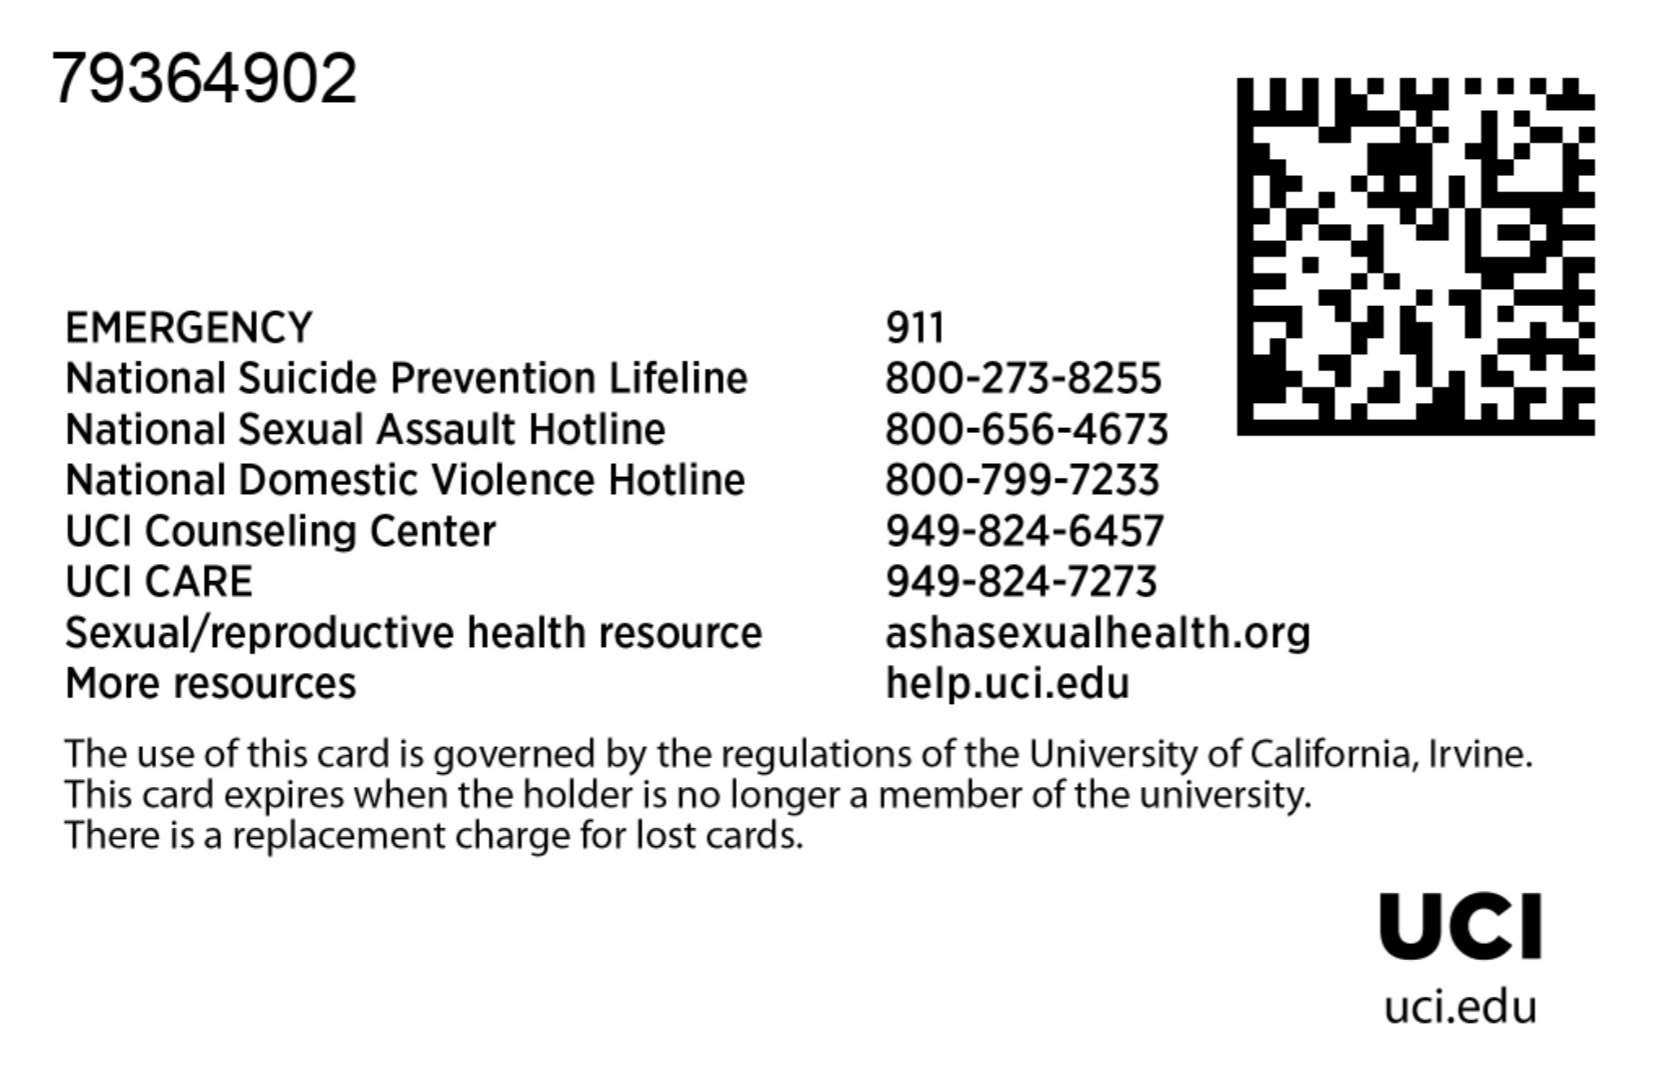 79364902
EMERGENCY 911
National Suicide Prevention Lifeline 800-273-8255
National Sexual Assault Hotline 800-656-4673
National Domestic Violence Hotline 800-799-7233
UCI Counseling Center 949-824-6457
UCI CARE 949-824-7273
Sexual/reproductive health resource ashasexualhealth.org
More resources help.uci.edu
The use of this card is governed by the regulations of the University of California, Irvine.
This card expires when the holder is no longer a member of the university.
There is a replacement charge for lost cards.
UCI
uci.edu